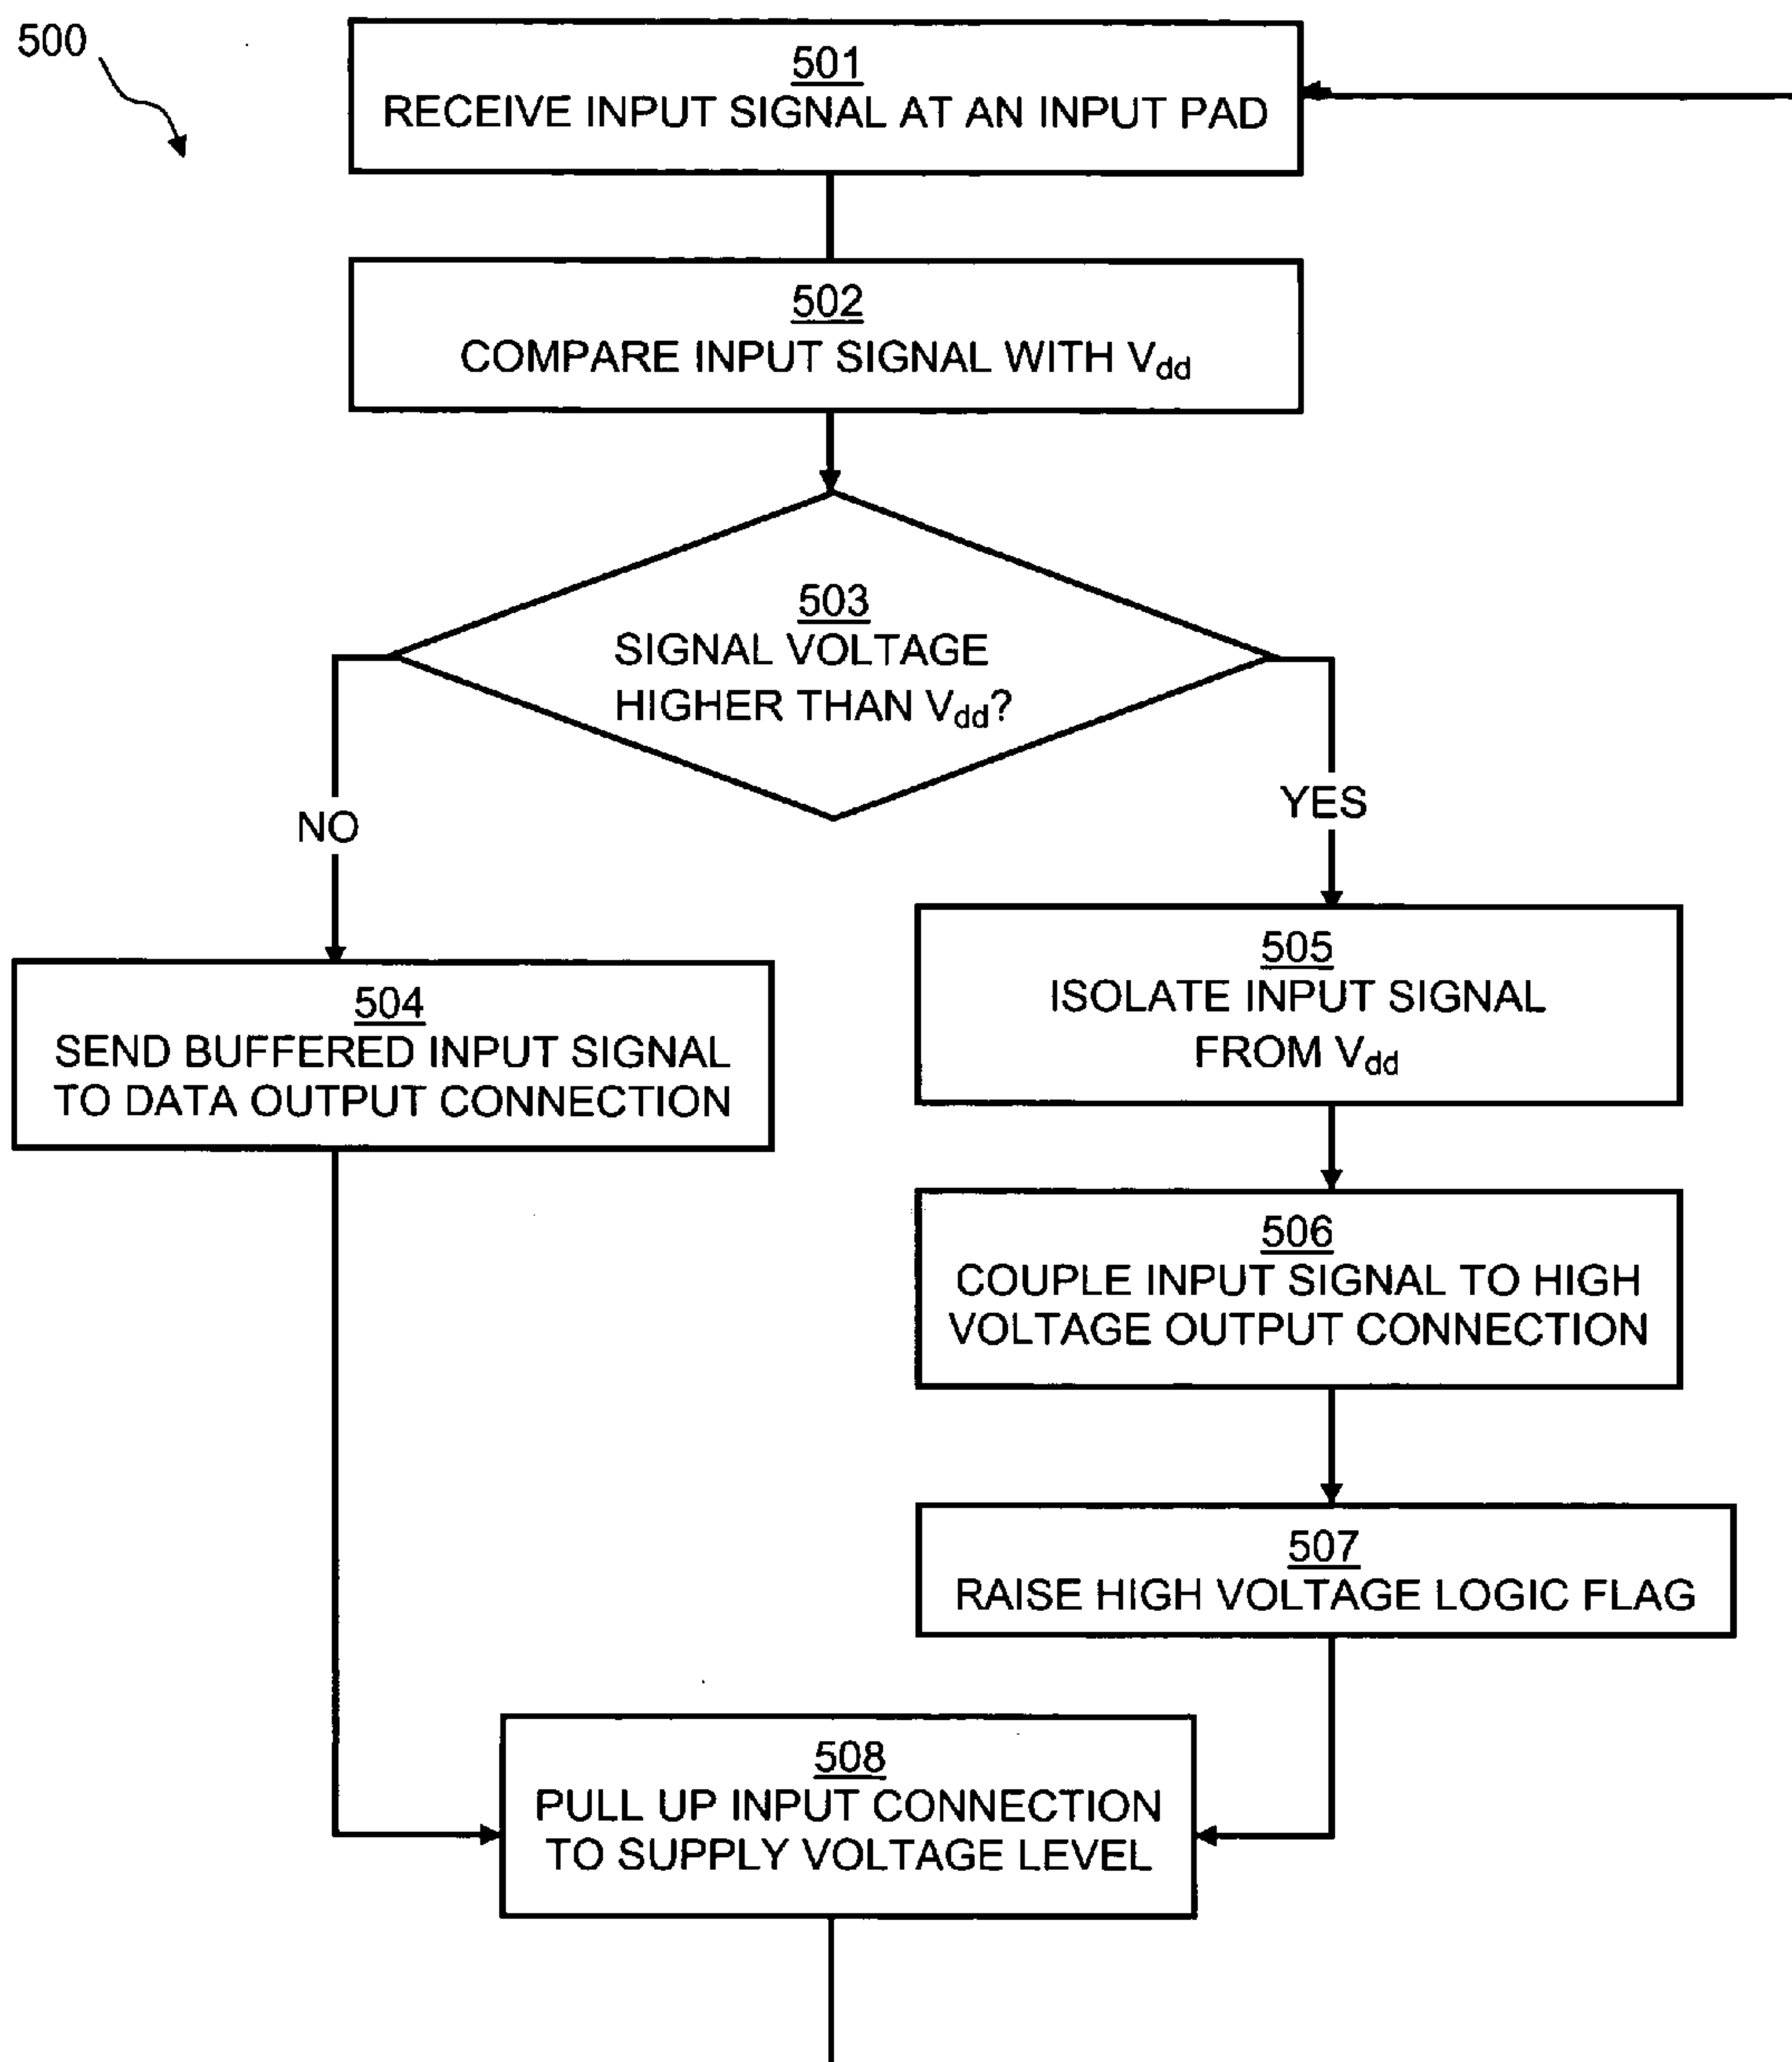 500
501
RECEIVE INPUT SIGNAL AT AN INPUT PAD
502
COMPARE INPUT SIGNAL WITH Vdd
503
SIGNAL VOLTAGE
HIGHER THAN Vdd?
NO
YES
504
SEND BUFFERED INPUT SIGNAL
TO DATA OUTPUT CONNECTION
505
ISOLATE INPUT SIGNAL
FROM Vdd
506
COUPLE INPUT SIGNAL TO HIGH
VOLTAGE OUTPUT CONNECTION
507
RAISE HIGH VOLTAGE LOGIC FLAG
508
PULL UP INPUT CONNECTION
TO SUPPLY VOLTAGE LEVEL